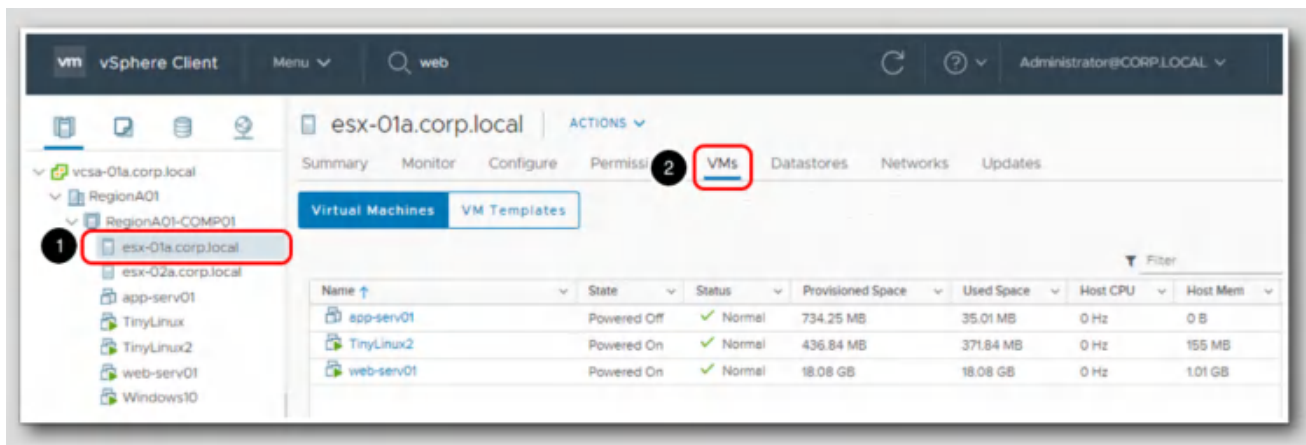 vm vSphere Client Menu web Administrator@CORP.LOCAL
esx-01a.corp.local ACTIONS
Summary Monitor Configure Permissi 2 VMs Datastores Networks Updates
Virtual Machines VM Templates
Filter
Name State Status Provisioned Space Used Space Host CPU Host Mem
app-serv01 Powered Off Normal 734.25 MB 35.01 MB 0 Hz 0 B
TinyLinux2 Powered On Normal 436.84 MB 371.84 MB 0 Hz 155 MB
web-serv01 Powered On Normal 18.08 GB 18.08 GB 0 Hz 1.01 GB
vcsa-01a.corp.local
RegionA01
RegionA01-COMP01
1 esx-01a.corp.local
esx-02a.corp.local
app-serv01
TinyLinux
TinyLinux2
web-serv01
Windows10